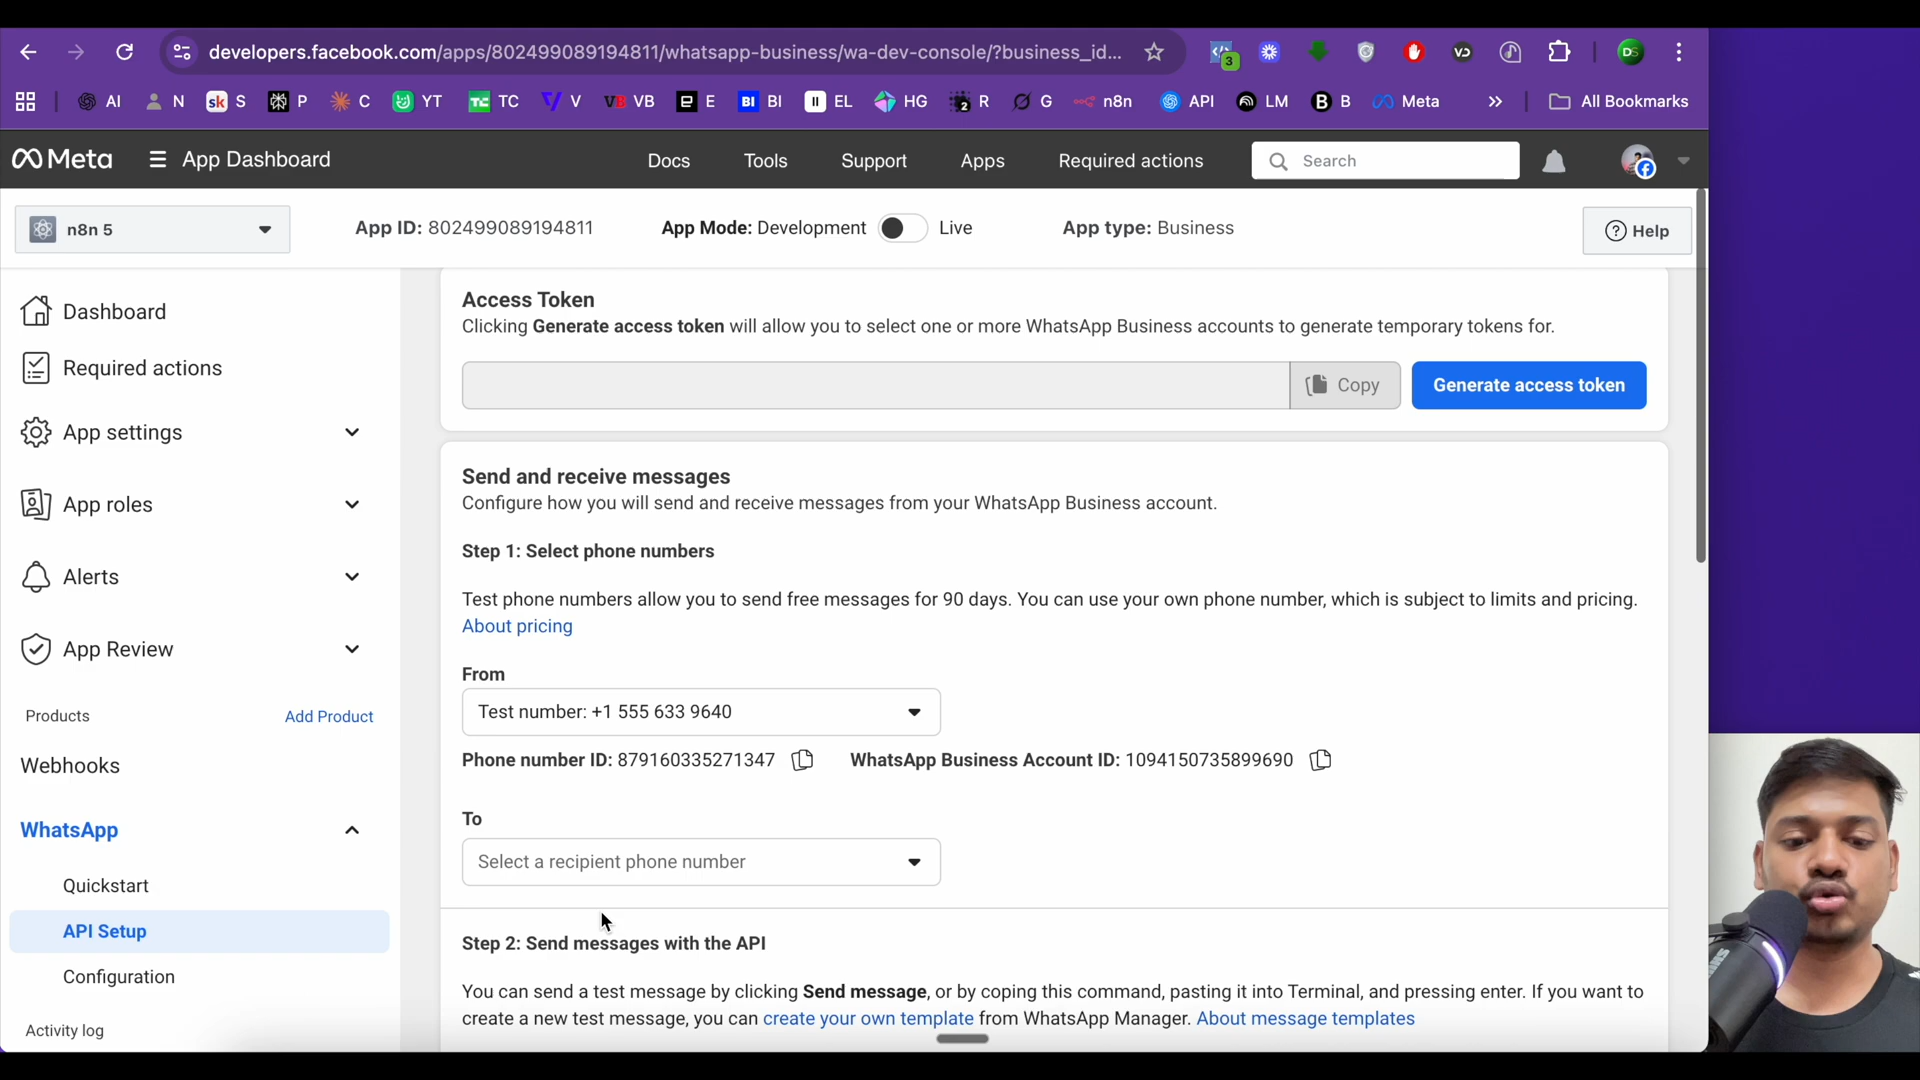 developers.facebook.com/apps/802499089194811/whatsapp-business/wa-dev-console/?business_id...
3
VD
DS
AI
N
sk S
P
C
YT
TC TC
V
VB VB
E
BI BI
II EL
HG
2 R
G
n8n
API
LM
B B
Meta
All Bookmarks
Meta
App Dashboard
Docs
Tools
Support
Apps
Required actions
Search
n8n 5
App ID: 802499089194811
App Mode: Development
Live
App type: Business
Help
Dashboard
Required actions
App settings
App roles
Alerts
App Review
Products
Add Product
Webhooks
WhatsApp
Quickstart
API Setup
Configuration
Activity log
Access Token
Clicking Generate access token will allow you to select one or more WhatsApp Business accounts to generate temporary tokens for.
Copy
Generate access token
Send and receive messages
Configure how you will send and receive messages from your WhatsApp Business account.
Step 1: Select phone numbers
Test phone numbers allow you to send free messages for 90 days. You can use your own phone number, which is subject to limits and pricing.
About pricing
From
Test number: +1 555 633 9640
Phone number ID: 879160335271347
WhatsApp Business Account ID: 1094150735899690
To
Select a recipient phone number
Step 2: Send messages with the API
You can send a test message by clicking Send message, or by coping this command, pasting it into Terminal, and pressing enter. If you want to
create a new test message, you can create your own template from WhatsApp Manager. About message templates